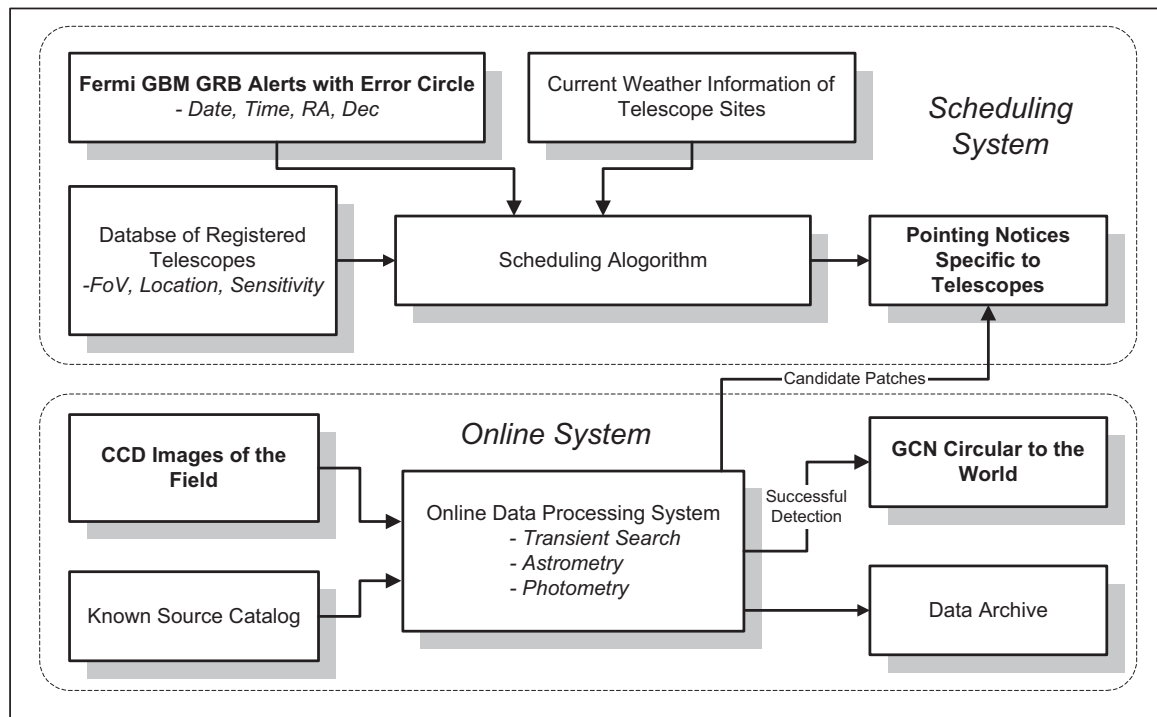 Fermi GBM GRB Alerts with Error Circle
- Date, Time, RA, Dec
Current Weather Information of
Telescope Sites
Scheduling
System
Databse of Registered
Telescopes
-FoV, Location, Sensitivity
Scheduling Alogorithm
Pointing Notices
Specific to
Telescopes
Candidate Patches
Online System
CCD Images of the
Field
Online Data Processing System
- Transient Search
- Astrometry
- Photometry
Successful
Detection
GCN Circular to the
World
Known Source Catalog
Data Archive